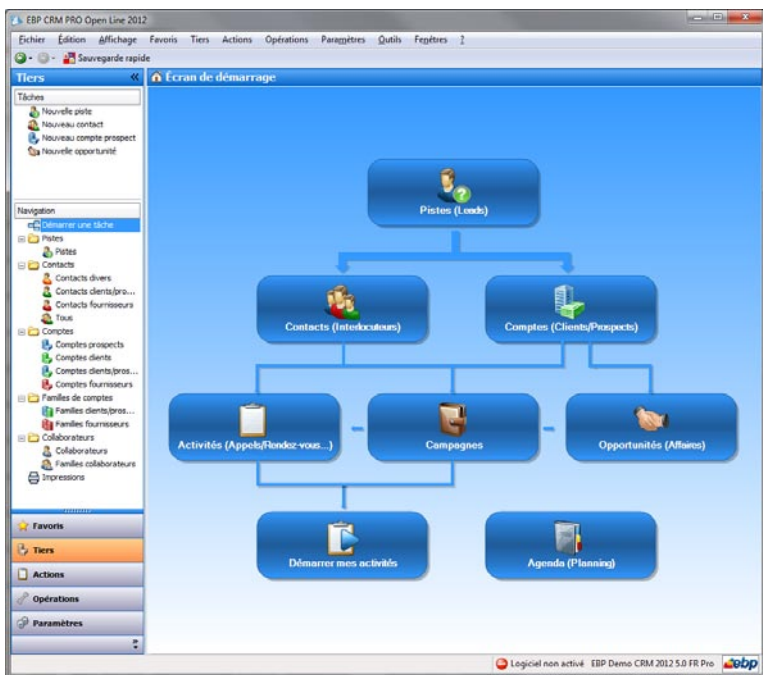 EBP CRM PRO Open Line 2012
Fichier Édition Affichage Favoris Tiers Actions Opérations Paramètres Outils Fenêtres ?
Sauvegarde rapide
Tiers «
Écran de démarrage
Tâches
Nouvelle piste
Nouveau contact
Nouveau compte prospect
Nouvelle opportunité
Navigation
Démarrer une tâche
Pistes
Pistes
Contacts
Contacts divers
Contacts clients/pro...
Contacts fournisseurs
Tous
Comptes
Comptes prospects
Comptes clients
Comptes clients/pros...
Comptes fournisseurs
Familles de comptes
Familles clients/pros...
Familles fournisseurs
Collaborateurs
Collaborateurs
Familles collaborateurs
Impressions
Favoris
Tiers
Actions
Opérations
Paramètres
»
Pistes (Leads)
Contacts (Interlocuteurs)
Comptes (Clients/Prospects)
Activités (Appels/Rendez-vous...)
Campagnes
Opportunités (Affaires)
Démarrer mes activités
Agenda (Planning)
Logiciel non activé EBP Demo CRM 2012 5.0 FR Pro ebp